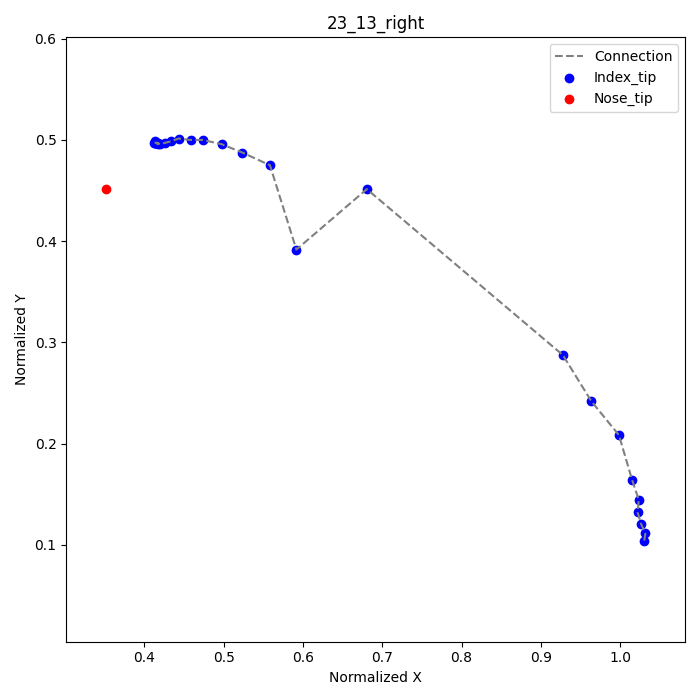 23_13_right
0.6
0.5
0.4
0.3
0.2
0.1
Normalized Y
0.4 0.5 0.6 0.7 0.8 0.9 1.0
Normalized X
Connection
Index_tip
Nose_tip